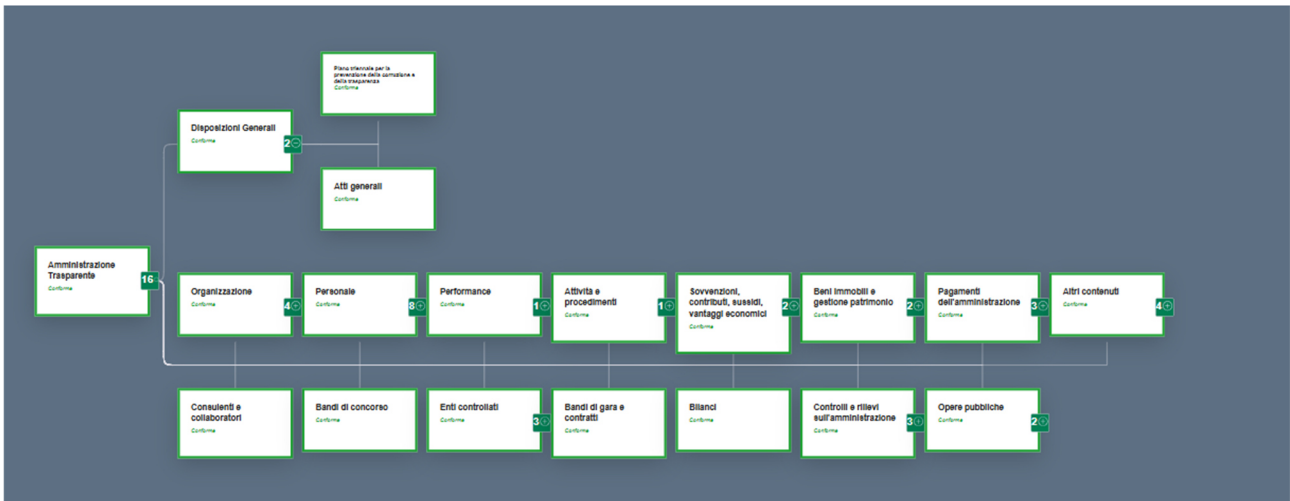 Piano triennale per la
prevenzione della corruzione e
della trasparenza
Conforme
Disposizioni Generali
Conforme
2
Atti generali
Conforme
Amministrazione
Trasparente
Conforme
16
Organizzazione
Conforme
4
Personale
Conforme
8
Performance
Conforme
1
Attività e
procedimenti
Conforme
1
Sovvenzioni,
contributi, sussidi,
vantaggi economici
Conforme
2
Beni immobili e
gestione patrimonio
Conforme
2
Pagamenti
dell'amministrazione
Conforme
3
Altri contenuti
Conforme
4
Consulenti e
collaboratori
Conforme
Bandi di concorso
Conforme
Enti controllati
Conforme
3
Bandi di gara e
contratti
Conforme
Bilanci
Conforme
Controlli e rilievi
sull'amministrazione
Conforme
3
Opere pubbliche
Conforme
2